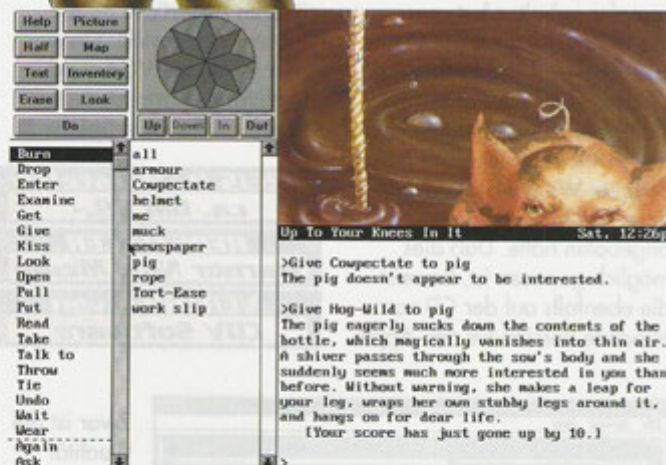 Help Picture
Half Map
Text Inventory
Erase Look
Do
Up Down In Out
Burn
Drop
Enter
Examine
Get
Give
Kiss
Look
Open
Pull
Put
Read
Take
Talk to
Throw
Tie
Undo
Wait
Wear
Again
Ask
all
armour
Cowpectate
helmet
me
muck
newspaper
pig
rope
Tort-Ease
work slip
Up To Your Knees In It Sat, 12:26p
>Give Cowpectate to pig
The pig doesn't appear to be interested.
>Give Hog-Wild to pig
The pig eagerly sucks down the contents of the
bottle, which magically vanishes into thin air.
A shiver passes through the sow's body and she
suddenly seems much more interested in you than
before. Without warning, she makes a leap for
your leg, wraps her own stubby legs around it,
and hangs on for dear life.
[Your score has just gone up by 10.]
>